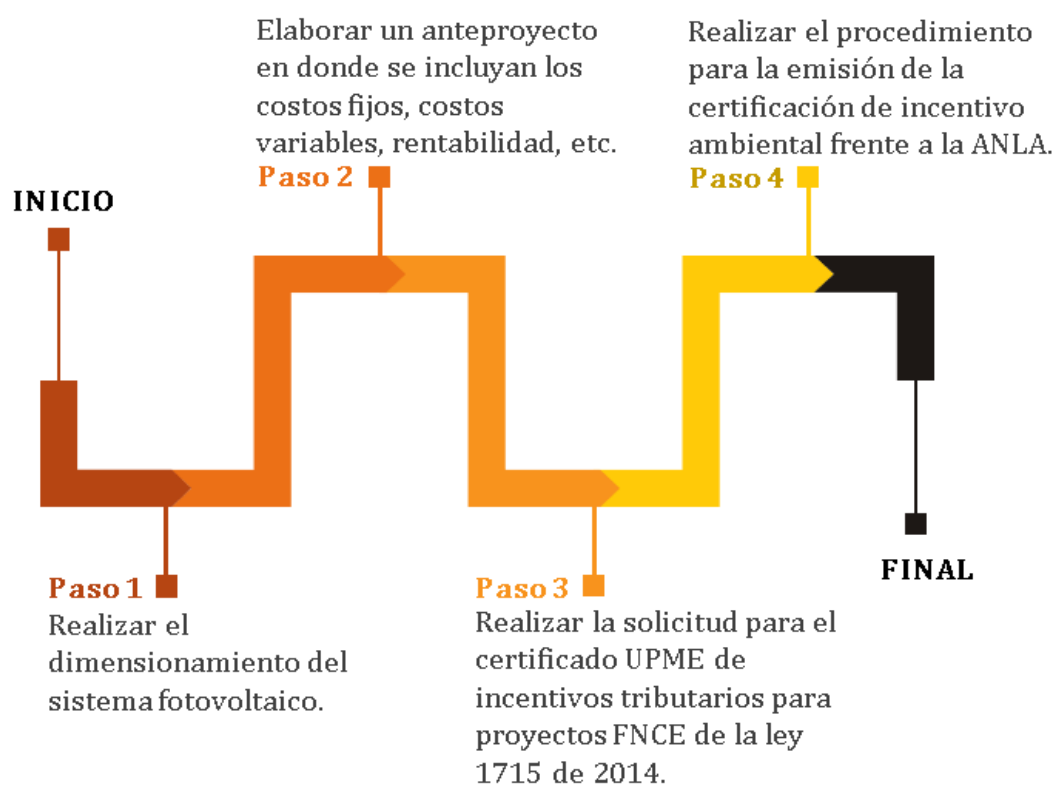 INICIO
Paso 1
Realizar el
dimensionamiento del
sistema fotovoltaico.
Elaborar un anteproyecto
en donde se incluyan los
costos fijos, costos
variables, rentabilidad, etc.
Paso 2
Paso 3
Realizar la solicitud para el
certificado UPME de
incentivos tributarios para
proyectos FNCE de la ley
1715 de 2014.
Realizar el procedimiento
para la emisión de la
certificación de incentivo
ambiental frente a la ANLA.
Paso 4
FINAL